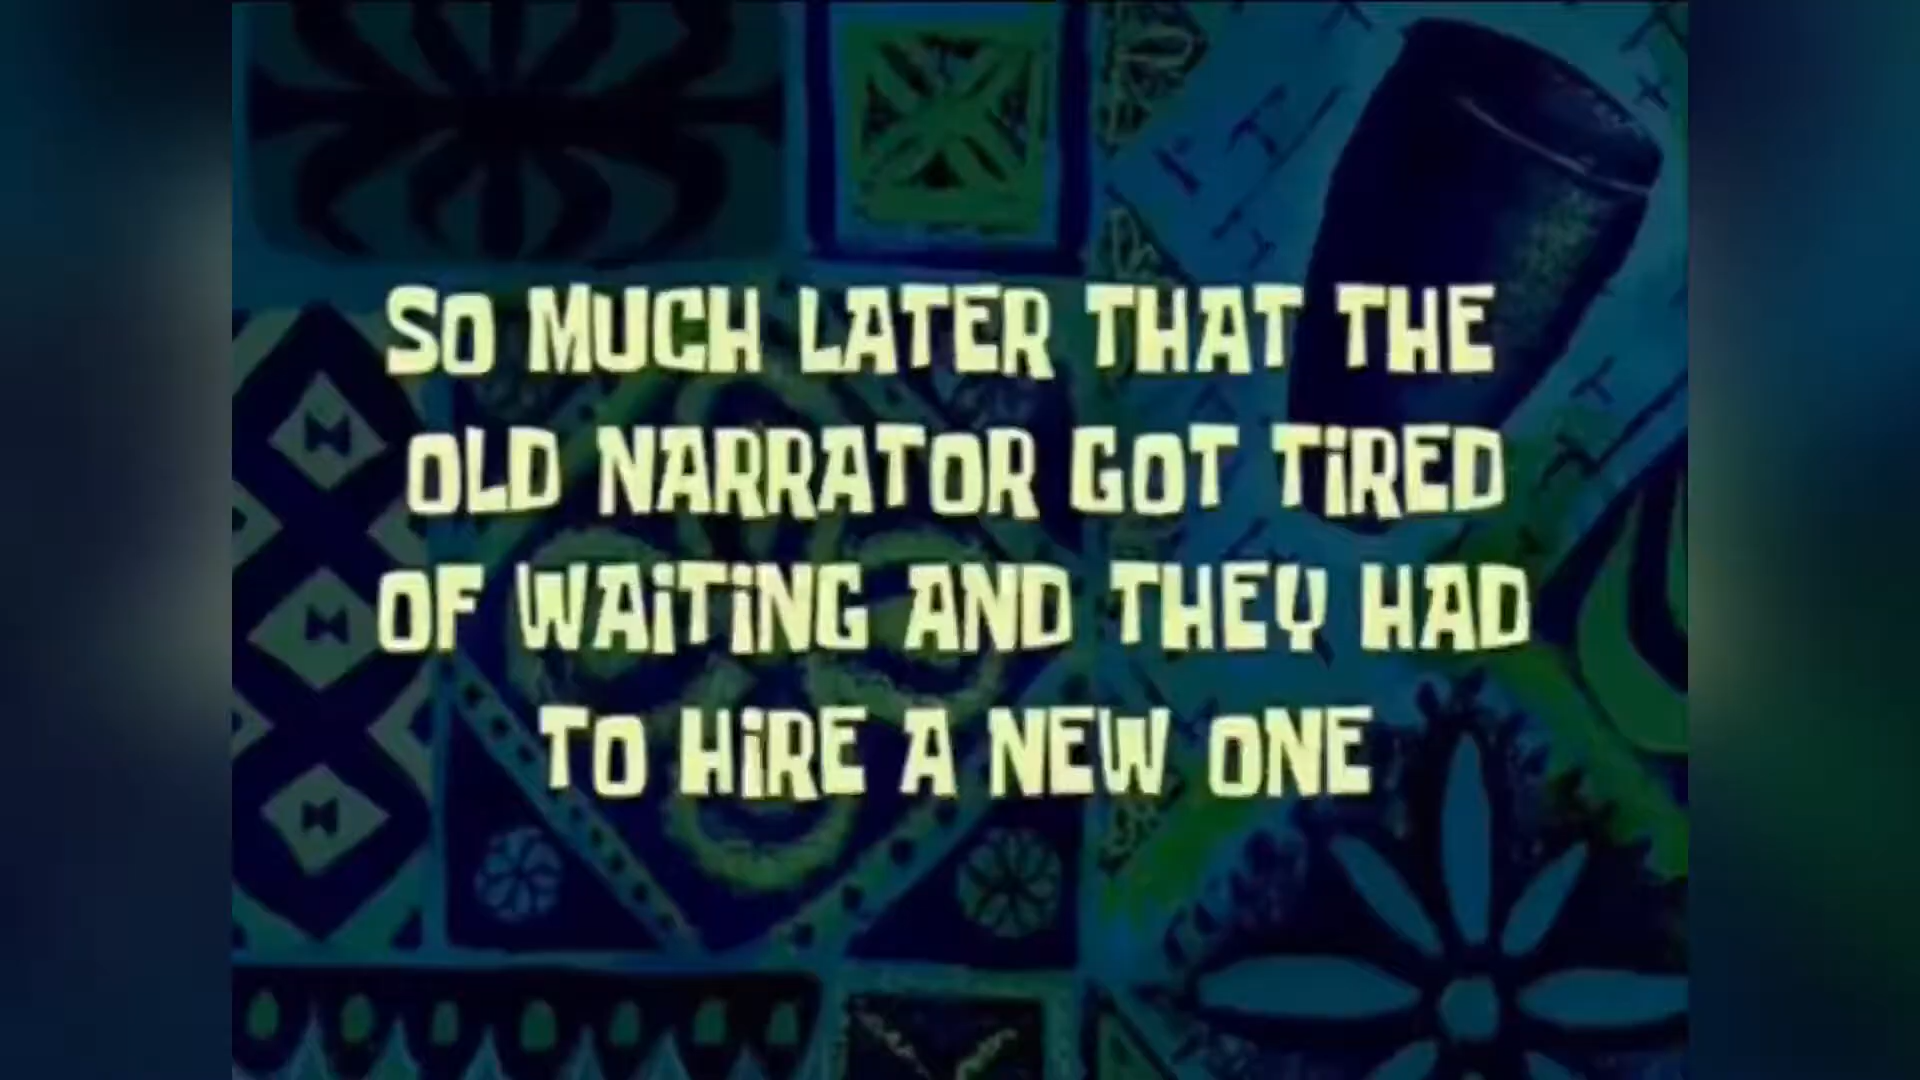 SO MUCH LATER THAT THE
OLD NARRATOR GOT TiRED
OF WAiTiNG AND THEY HAD
TO HiRE A NEW ONE